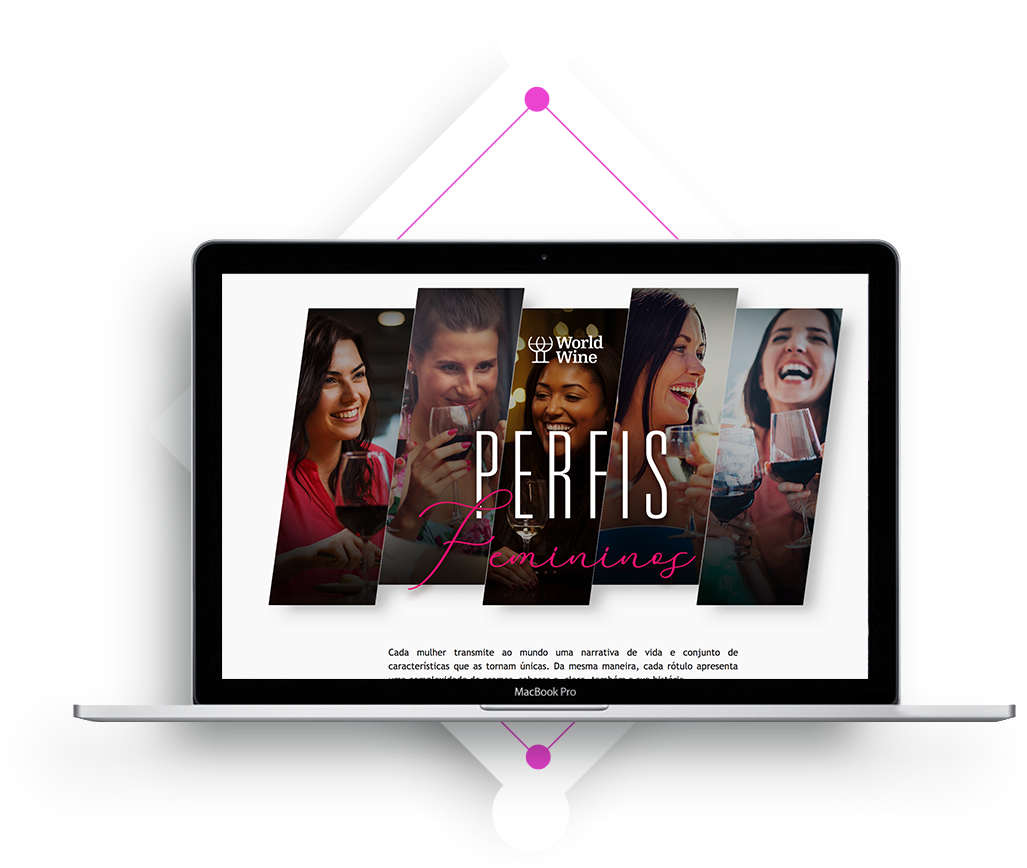 World
Wine
PERFIS
Femininos
Cada mulher transmite ao mundo uma narrativa de vida e conjunto de
características que as tornam únicas. Da mesma maneira, cada rótulo apresenta
MacBook Pro